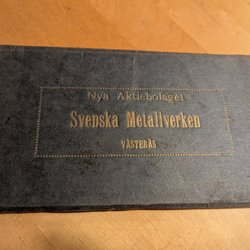 Nya Aktiebolaget
Svenska Metallverken
VÄSTERÅS